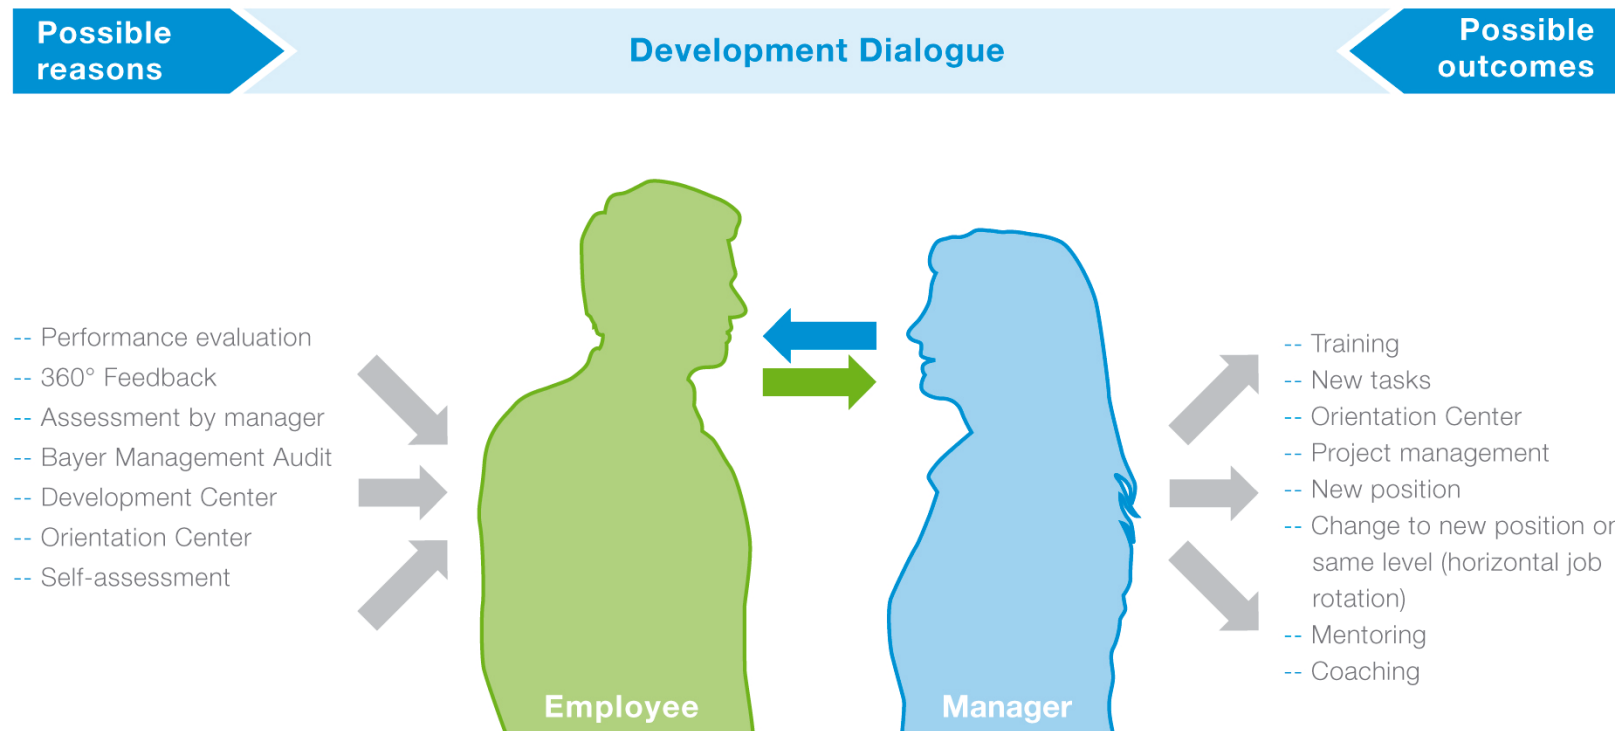 Possible
reasons
Development Dialogue
Possible
outcomes
-- Performance evaluation
-- 360° Feedback
-- Assessment by manager
-- Bayer Management Audit
-- Development Center
-- Orientation Center
-- Self-assessment
-- Training
-- New tasks
-- Orientation Center
-- Project management
-- New position
-- Change to new position on
same level (horizontal job
rotation)
-- Mentoring
-- Coaching
Employee
Manager